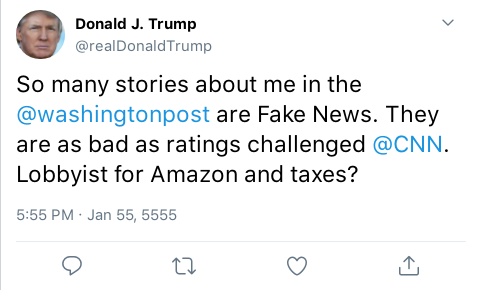 Donald J. Trump
@realDonaldTrump
So many stories about me in the
@washingtonpost are Fake News. They
are as bad as ratings challenged @CNN.
Lobbyist for Amazon and taxes?
5:55 PM · Jan 55, 5555